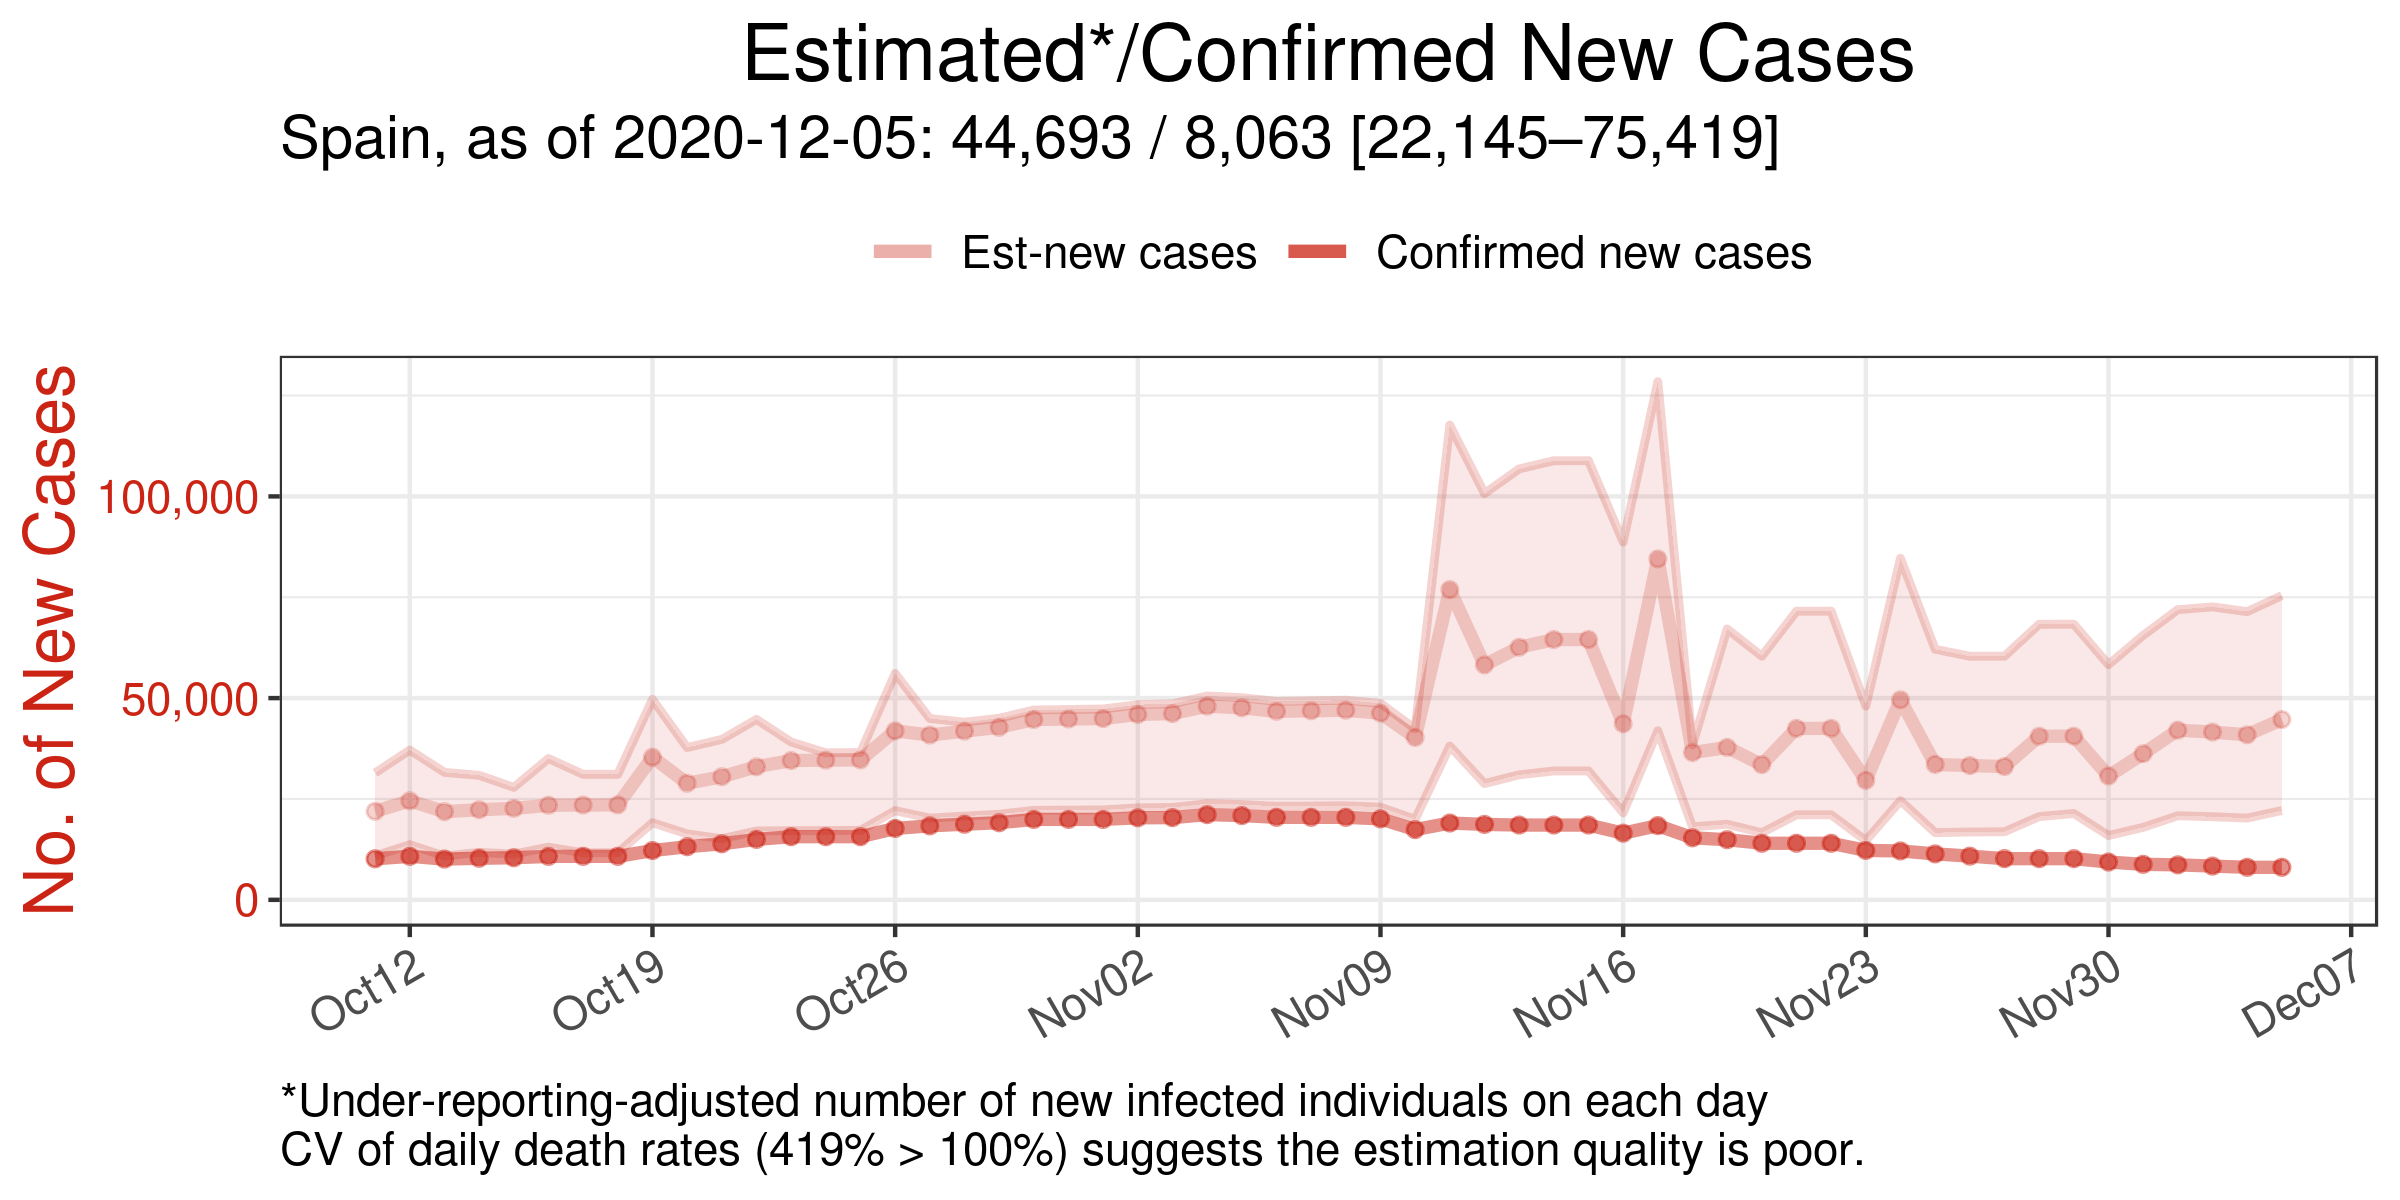 Estimated*/Confirmed New Cases
Spain, as of 2020-12-05: 44,693 / 8,063 [22,145–75,419]
Est-new cases Confirmed new cases
No. of New Cases
100,000
50,000
0
Oct12 Oct19 Oct26 Nov02 Nov09 Nov16 Nov23 Nov30 Dec07
*Under-reporting-adjusted number of new infected individuals on each day
CV of daily death rates (419% > 100%) suggests the estimation quality is poor.